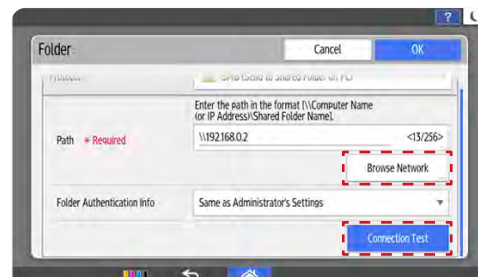 ?
Folder
Cancel
OK
Protocol
SMB (Send to Shared Folder on PC)
Enter the path in the format [\\Computer Name
(or IP Address)\Shared Folder Name].
Path * Required
\\192.168.0.2
<13/256>
Browse Network
Folder Authentication Info
Same as Administrator's Settings
Connection Test